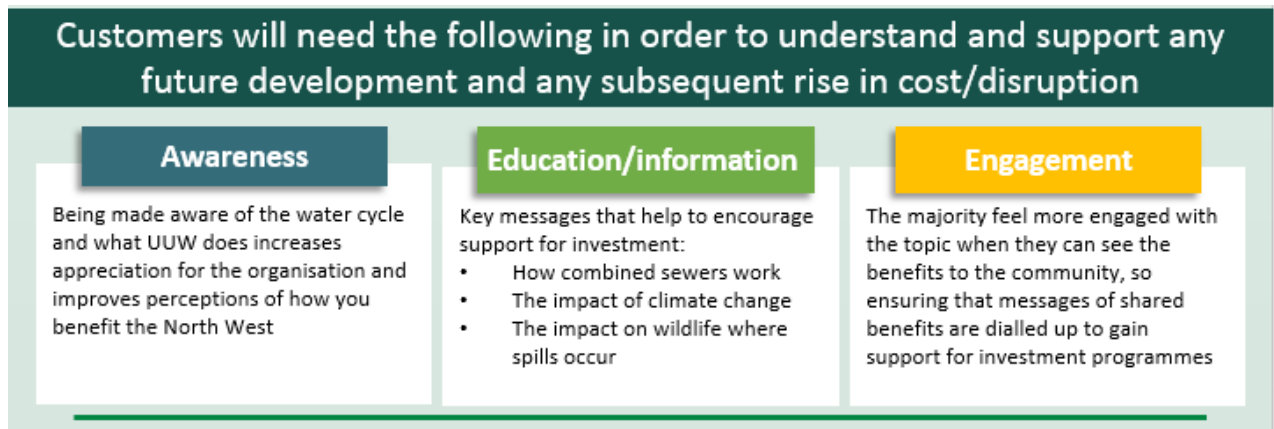 Customers will need the following in order to understand and support any
future development and any subsequent rise in cost/disruption
Awareness
Being made aware of the water cycle
and what UUW does increases
appreciation for the organisation and
improves perceptions of how you
benefit the North West
Education/information
Key messages that help to encourage
support for investment:
• How combined sewers work
• The impact of climate change
• The impact on wildlife where
spills occur
Engagement
The majority feel more engaged with
the topic when they can see the
benefits to the community, so
ensuring that messages of shared
benefits are dialled up to gain
support for investment programmes